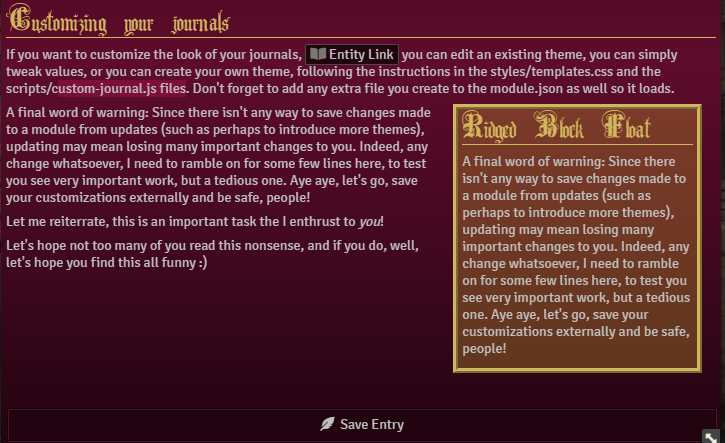 Customizing your journals
If you want to customize the look of your journals, Entity Link you can edit an existing theme, you can simply
tweak values, or you can create your own theme, following the instructions in the styles/templates.css and the
scripts/custom-journal.js files. Don't forget to add any extra file you create to the module.json as well so it loads.
A final word of warning: Since there isn't any way to save changes made
to a module from updates (such as perhaps to introduce more themes),
updating may mean losing many important changes to you. Indeed, any
change whatsoever, I need to ramble on for some few lines here, to test
you see very important work, but a tedious one. Aye aye, let's go, save
your customizations externally and be safe, people!
Let me reiterrate, this is an important task the I enthrust to you!
Let's hope not too many of you read this nonsense, and if you do, well,
let's hope you find this all funny :)
Ridged Block Float
A final word of warning: Since there
isn't any way to save changes made to
a module from updates (such as
perhaps to introduce more themes),
updating may mean losing many
important changes to you. Indeed, any
change whatsoever, I need to ramble
on for some few lines here, to test you
see very important work, but a tedious
one. Aye aye, let's go, save your
customizations externally and be safe,
people!
Save Entry